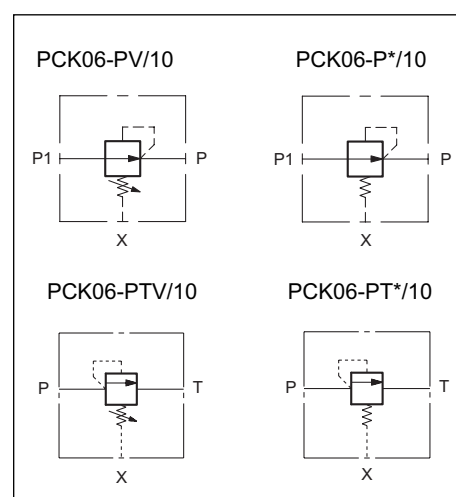 PCK06-PV/10 PCK06-P*/10
P1 P P1 P
X X
PCK06-PTV/10 PCK06-PT*/10
P T P T
X X